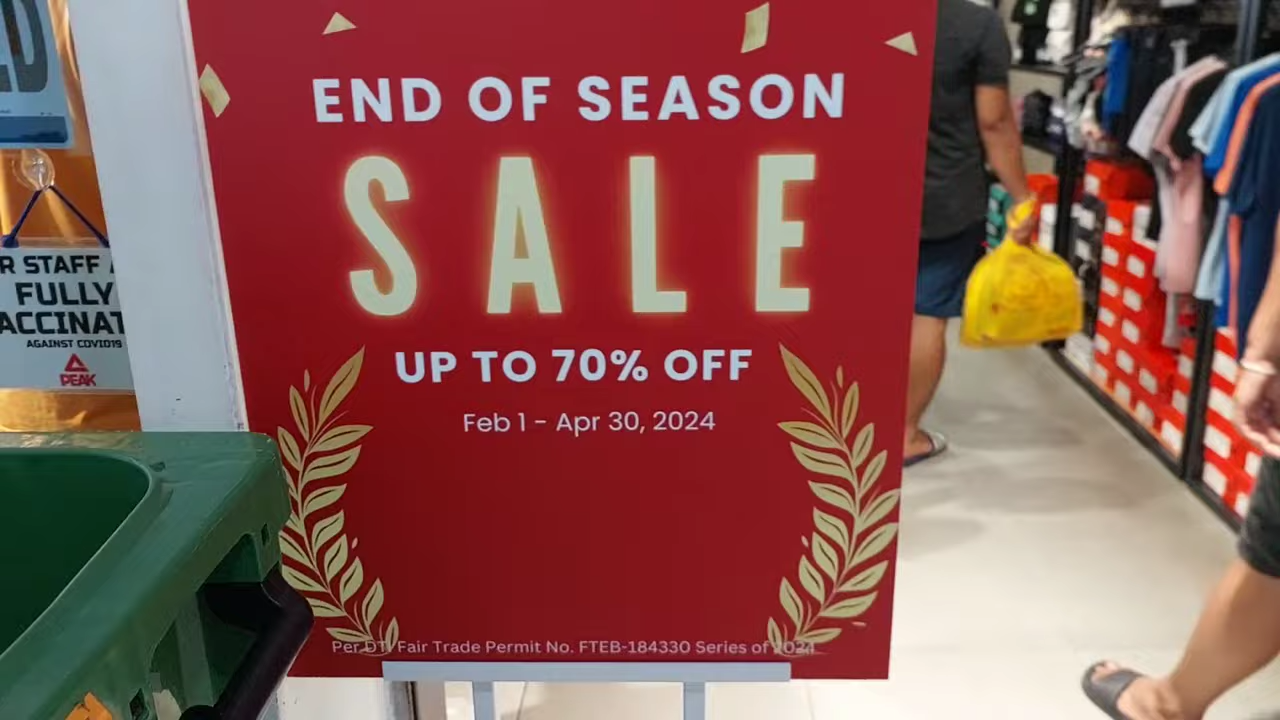 END OF SEASON
SALE
UP TO 70% OFF
Feb 1 - Apr 30, 2024
Per DTI Fair Trade Permit No. FTEB-184330 Series of 2024
R STAFF
FULLY
ACCINAT
AGAINST COVID19
PEAK